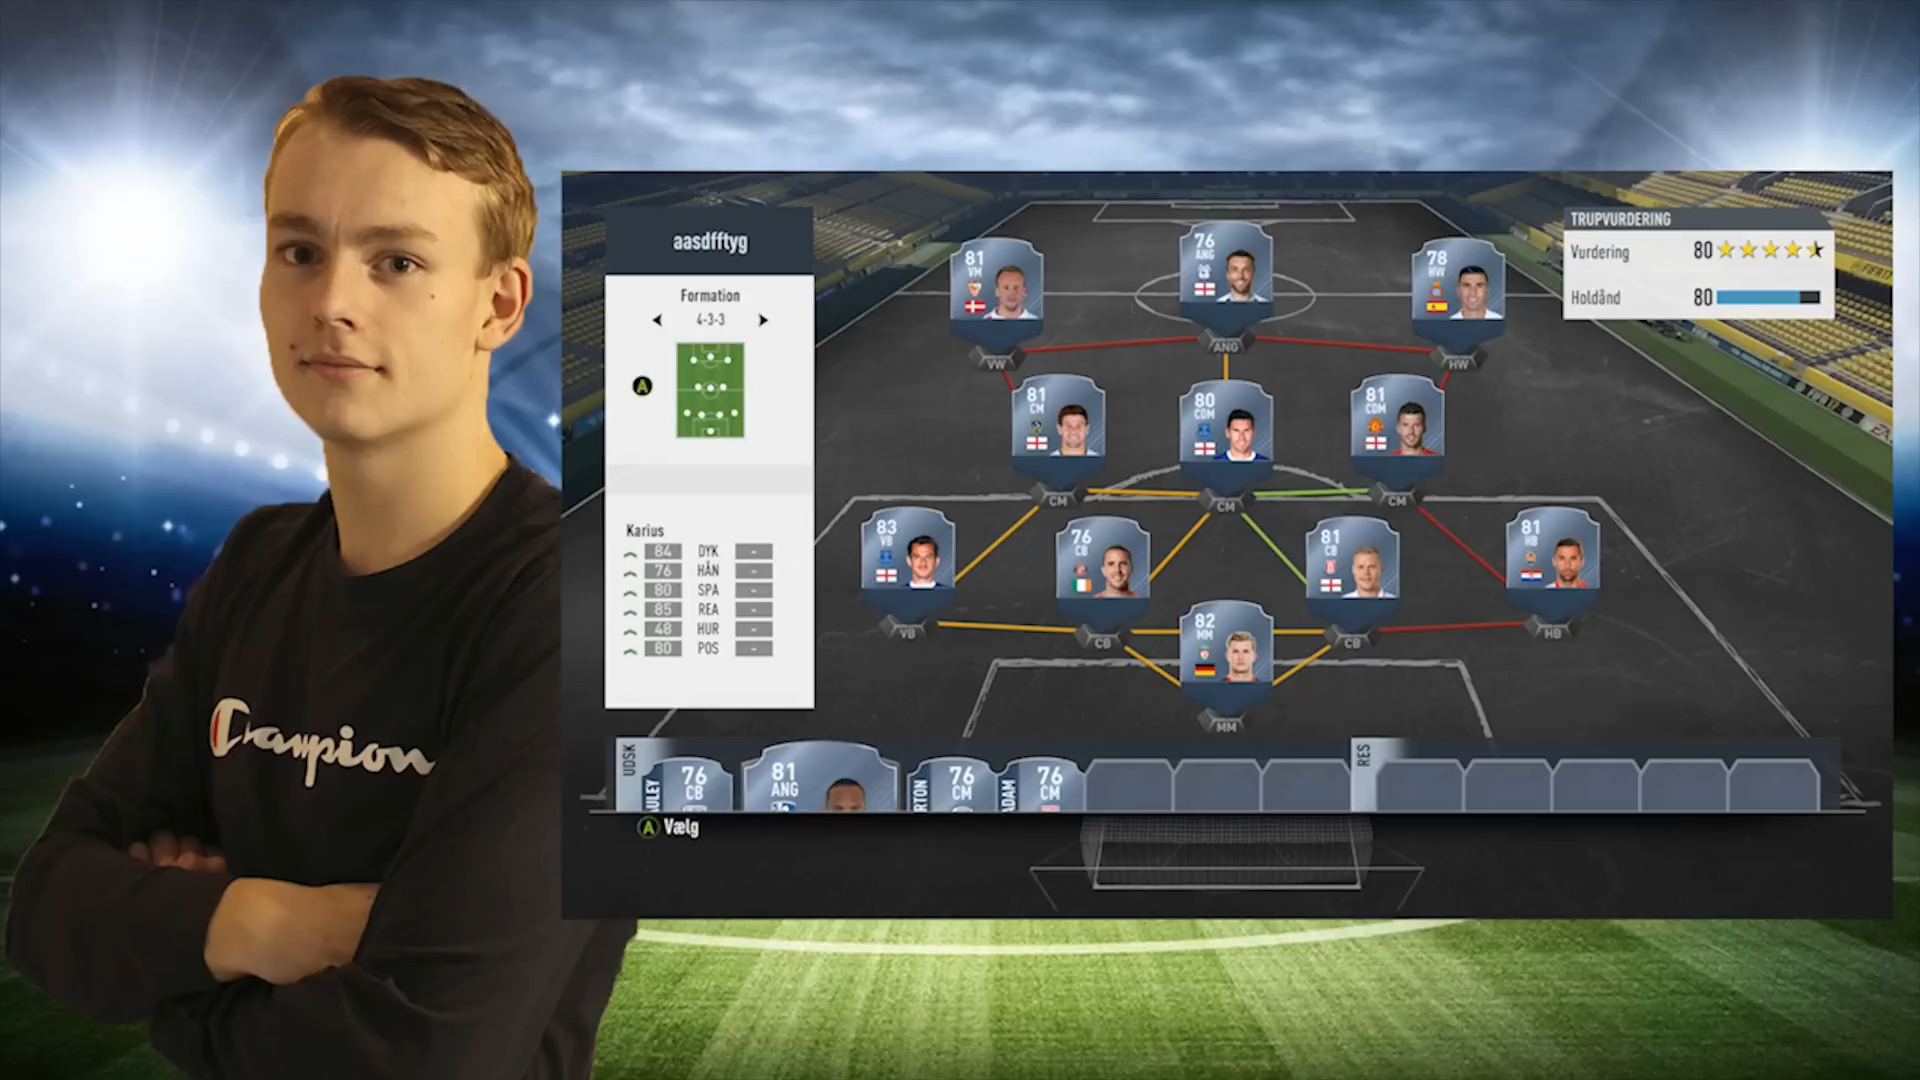 Champion
aasdfftyg
Formation
4-3-3
A
Karius
84 DYK -
76 HÅN -
80 SPA -
85 REA -
48 HUR -
80 POS -
TRUPVURDERING
Vurdering 80
Holdånd 80
81 VM
VW
76 ANG
ANG
78 HW
HW
81 CM
CM
80 CDM
CM
81 CDM
CM
83 VB
VB
76 CB
CB
81 CB
CB
81 HB
HB
82 MM
MM
UDSK
ULEY 76 CB
81 ANG
RTON 76 CM
ADAM 76 CM
RES
A Vælg